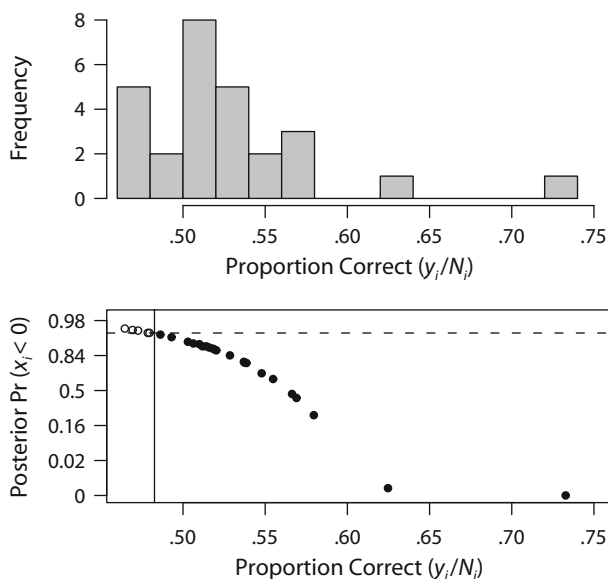 Frequency
8
6
4
2
0
.50 .55 .60 .65 .70 .75
Proportion Correct (yᵢ/Nᵢ)
Posterior Pr (xᵢ < 0)
0.98
0.84
0.5
0.16
0.02
0
.50 .55 .60 .65 .70 .75
Proportion Correct (yᵢ/Nᵢ)